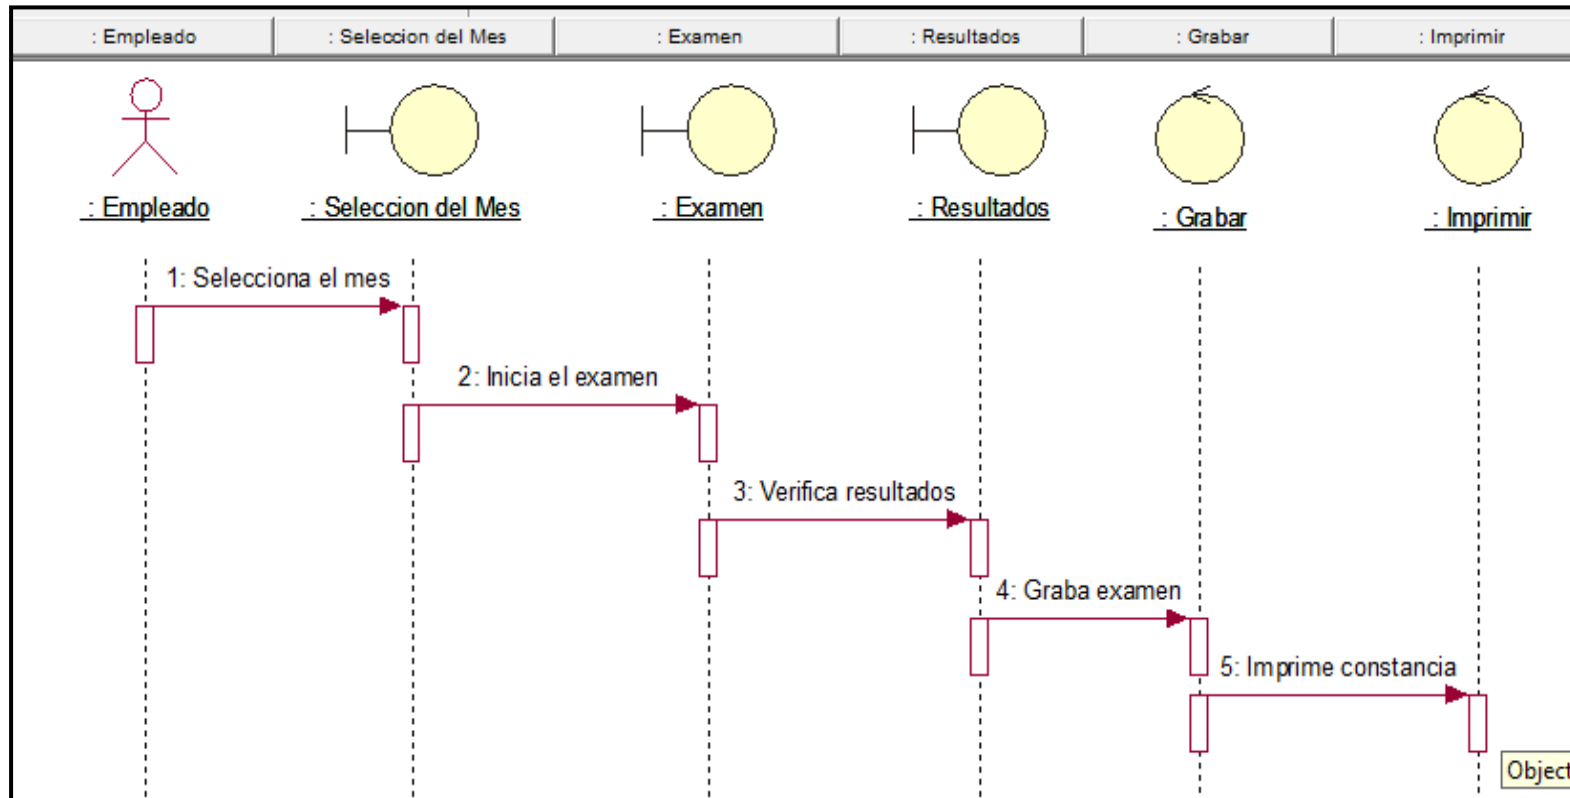 : Empleado
: Seleccion del Mes
: Examen
: Resultados
: Grabar
: Imprimir
: Empleado
: Seleccion del Mes
: Examen
: Resultados
: Grabar
: Imprimir
1: Selecciona el mes
2: Inicia el examen
3: Verifica resultados
4: Graba examen
5: Imprime constancia
Object